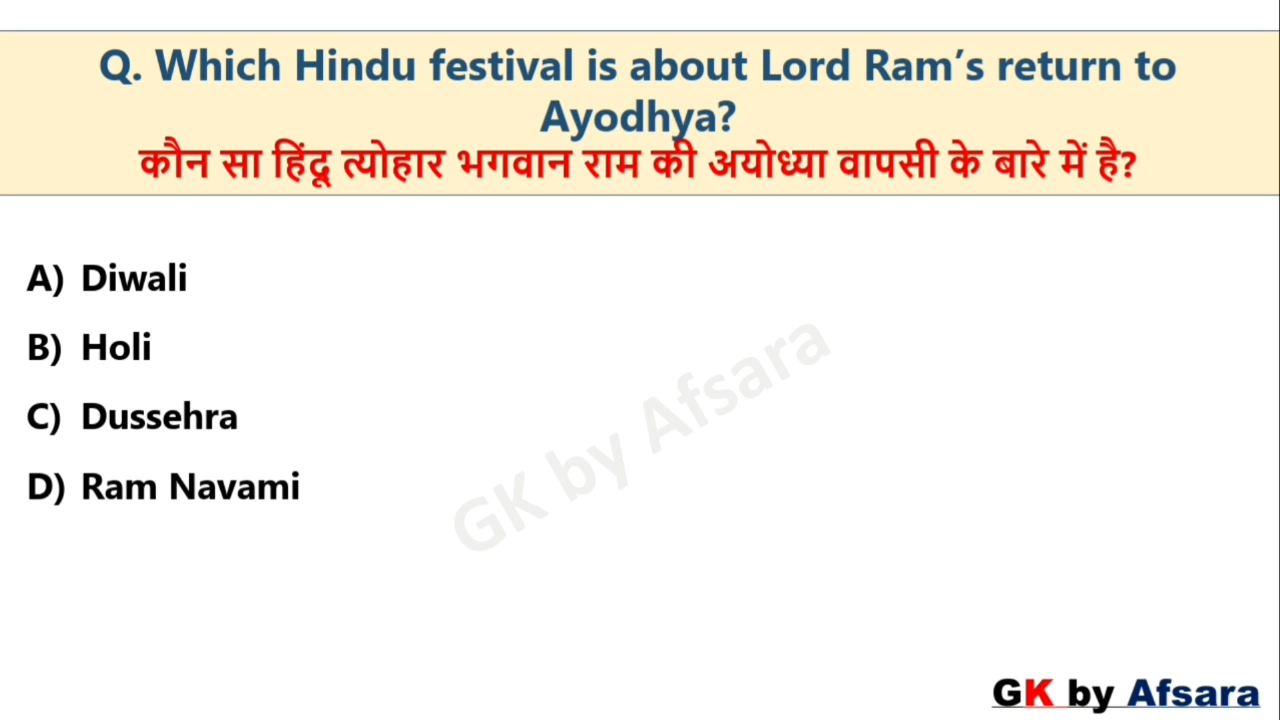 Q. Which Hindu festival is about Lord Ram’s return to
Ayodhya?
कौन सा हिंदू त्योहार भगवान राम की अयोध्या वापसी के बारे में है?
A) Diwali
B) Holi
C) Dussehra
D) Ram Navami
GK by Afsara
GK by Afsara